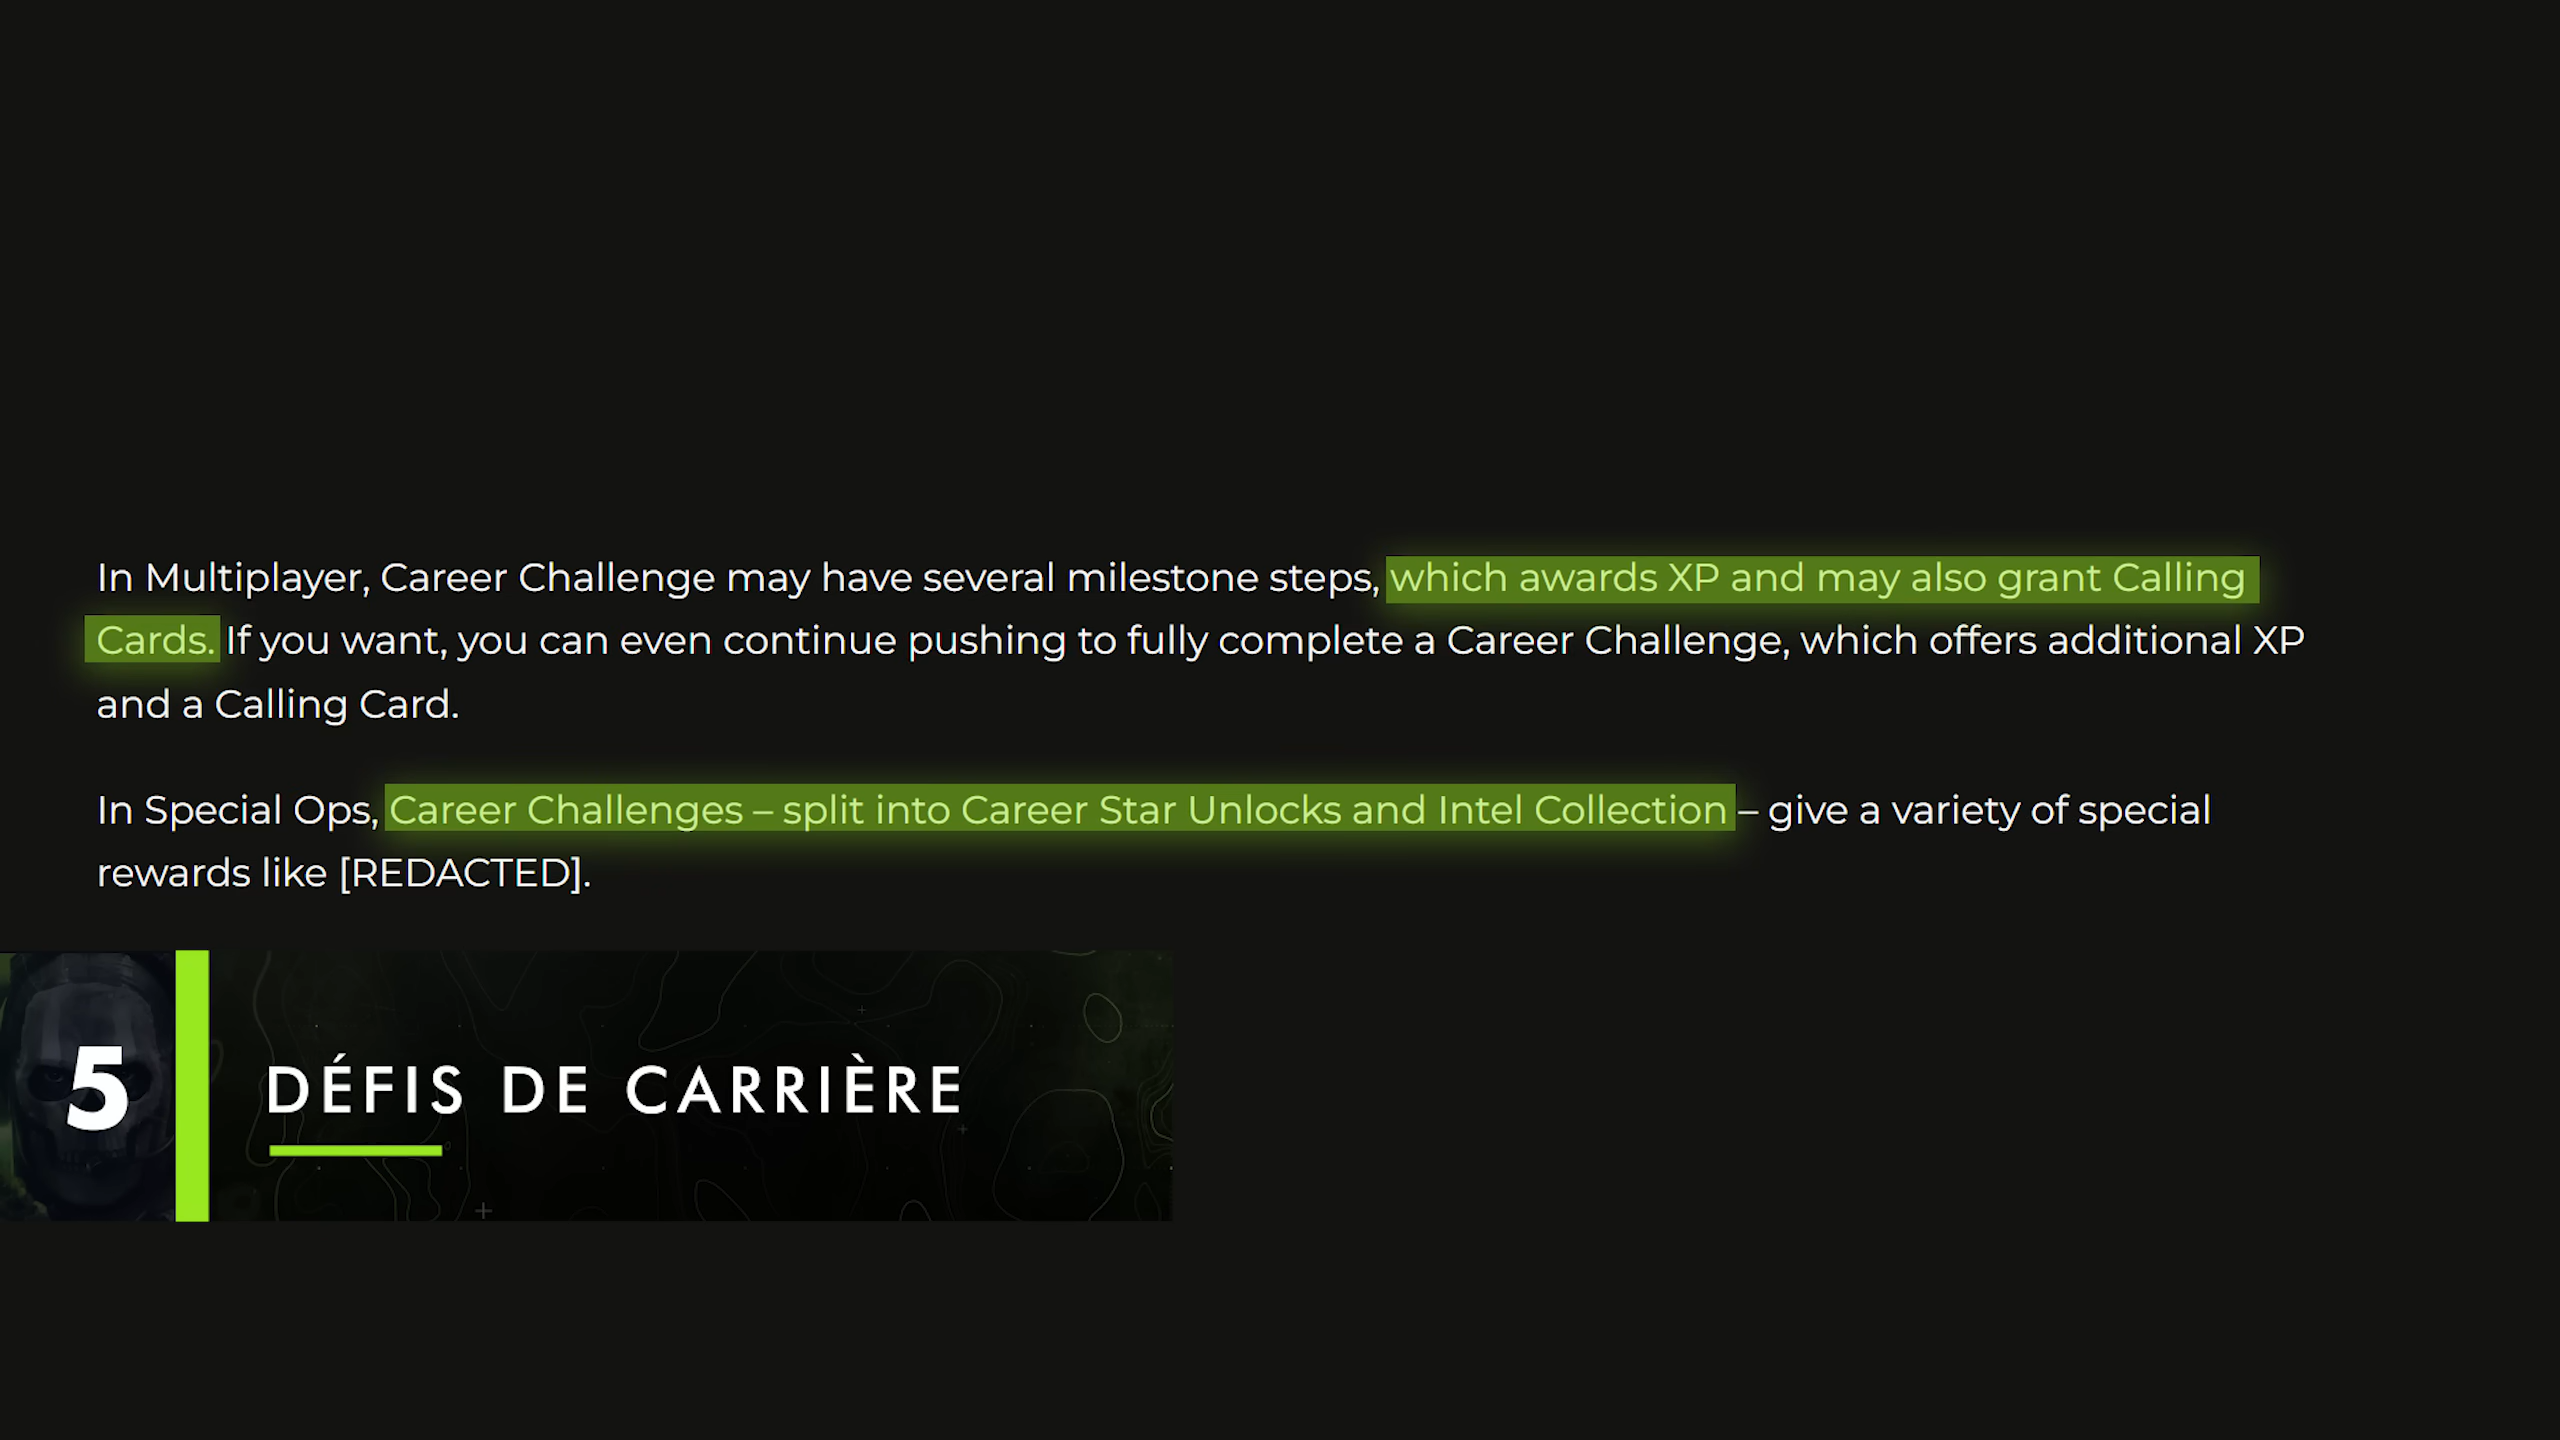 In Multiplayer, Career Challenge may have several milestone steps, which awards XP and may also grant Calling
Cards. If you want, you can even continue pushing to fully complete a Career Challenge, which offers additional XP
and a Calling Card.
In Special Ops, Career Challenges – split into Career Star Unlocks and Intel Collection – give a variety of special
rewards like [REDACTED].
5
DÉFIS DE CARRIÈRE